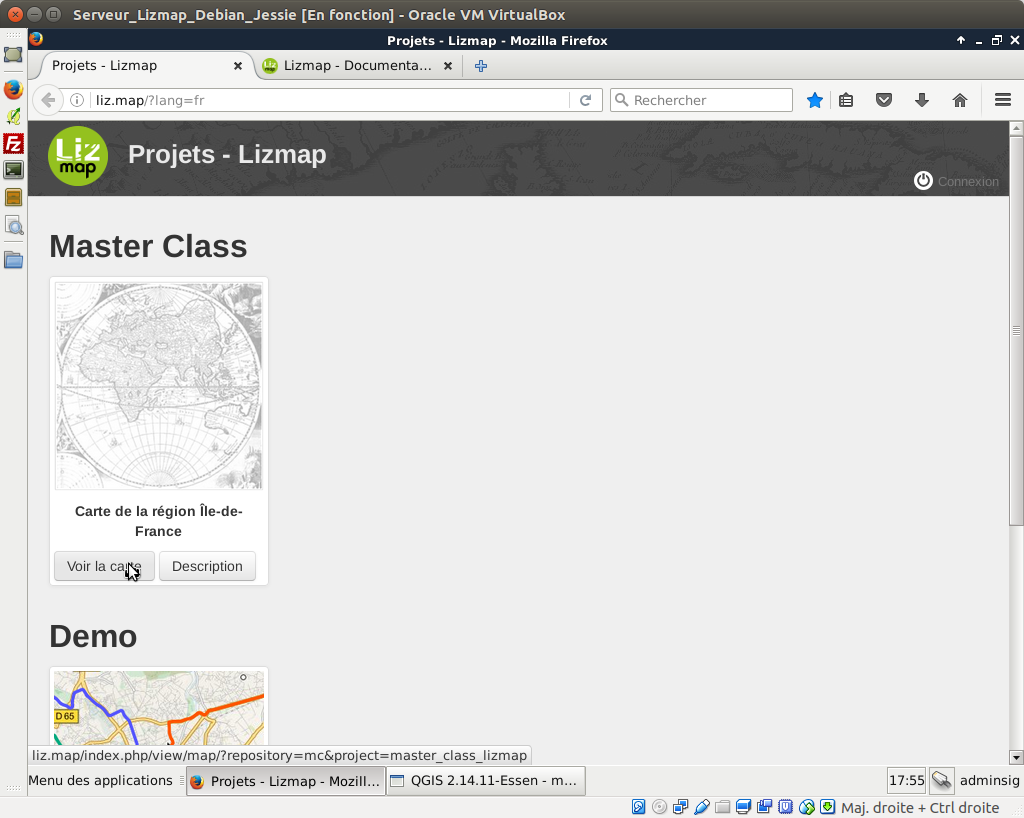 Serveur_Lizmap_Debian_Jessie [En fonction] - Oracle VM VirtualBox
Projets - Lizmap - Mozilla Firefox
Projets - Lizmap
Lizmap - Documenta...
liz.map/?lang=fr
Rechercher
Liz
map
Projets - Lizmap
Connexion
Master Class
Carte de la région Île-de-
France
Voir la carte
Description
Demo
D 65
liz.map/index.php/view/map/?repository=mc&project=master_class_lizmap
Menu des applications
Projets - Lizmap - Mozill...
QGIS 2.14.11-Essen - m...
17:55
adminsig
Maj. droite + Ctrl droite